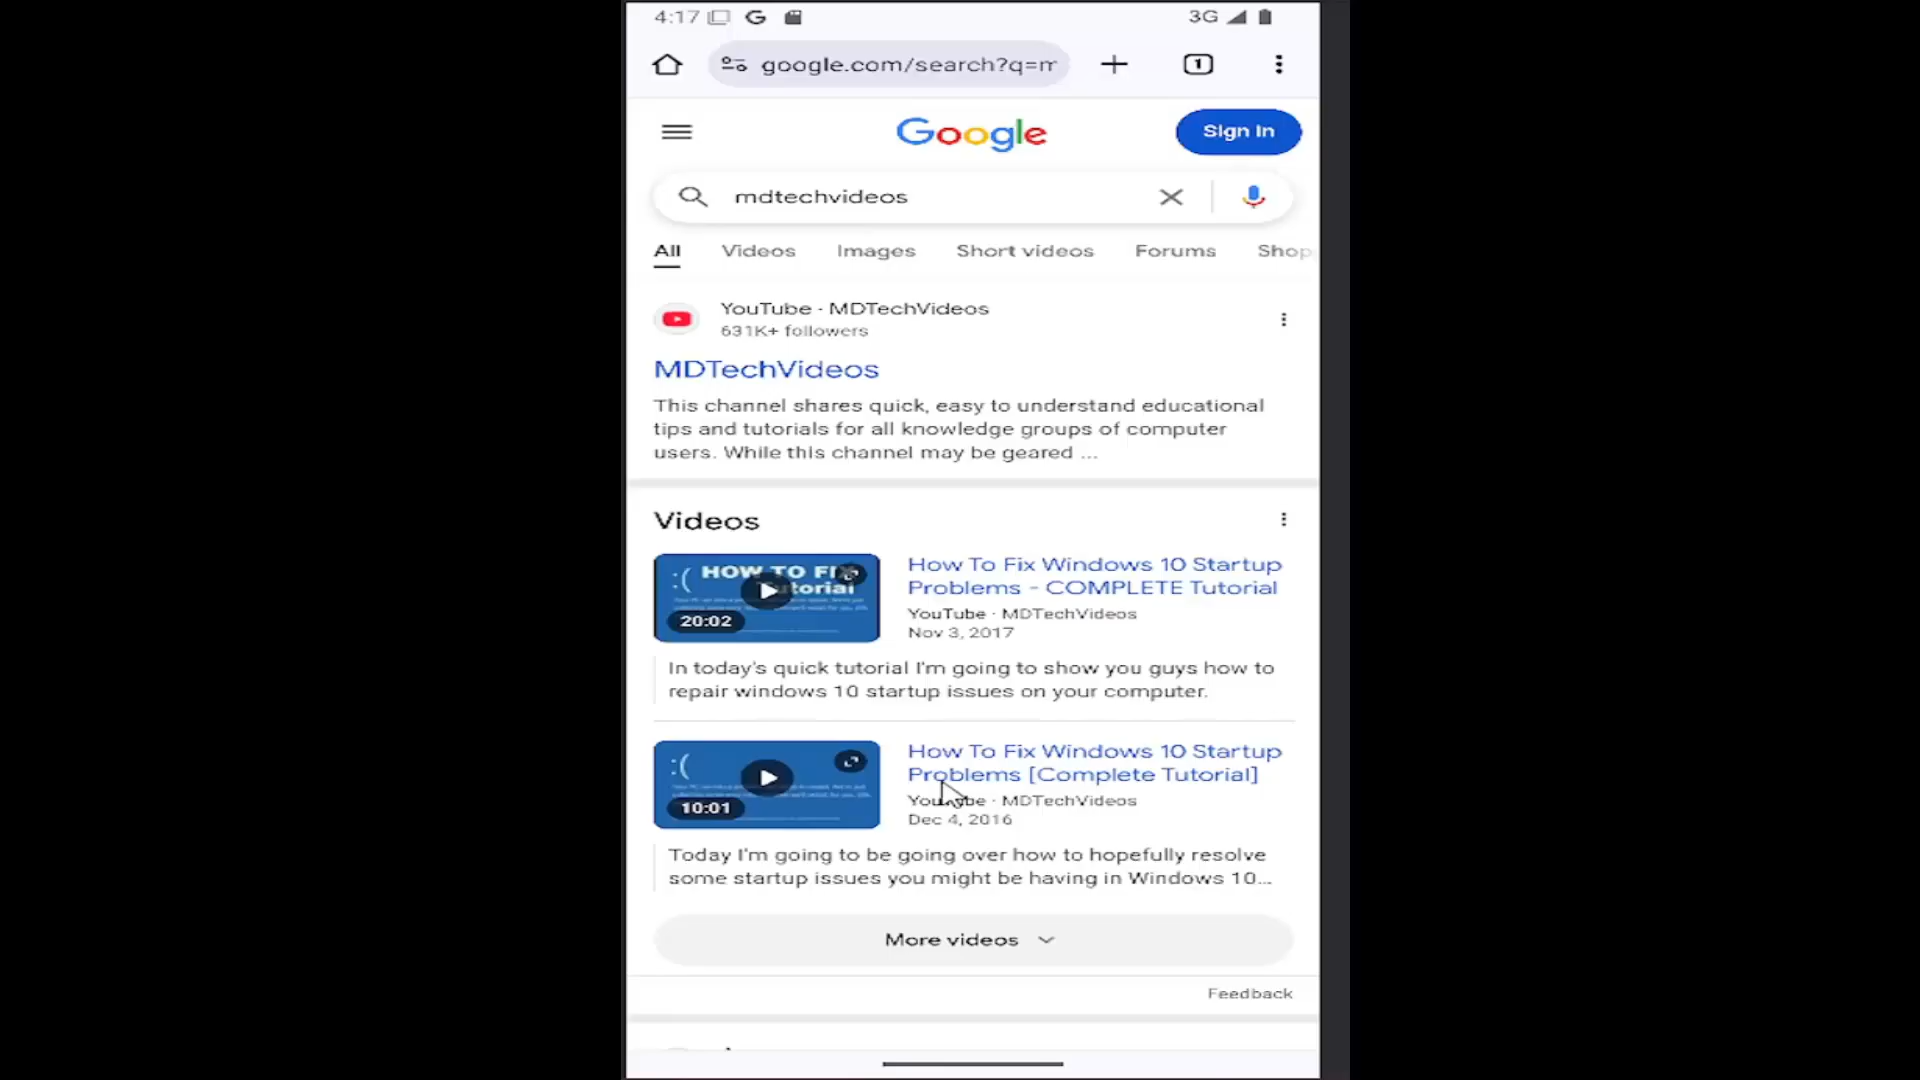 4:17 3G
google.com/search?q=m 1
Google
Sign in
mdtechvideos
All Videos Images Short videos Forums Shop
YouTube · MDTechVideos
631K+ followers
MDTechVideos
This channel shares quick, easy to understand educational
tips and tutorials for all knowledge groups of computer
users. While this channel may be geared ...
Videos
:( HOW TO FI
torial
20:02
How To Fix Windows 10 Startup
Problems - COMPLETE Tutorial
YouTube · MDTechVideos
Nov 3, 2017
In today's quick tutorial I'm going to show you guys how to
repair windows 10 startup issues on your computer.
:(
10:01
How To Fix Windows 10 Startup
Problems [Complete Tutorial]
YouTube · MDTechVideos
Dec 4, 2016
Today I'm going to be going over how to hopefully resolve
some startup issues you might be having in Windows 10...
More videos
Feedback